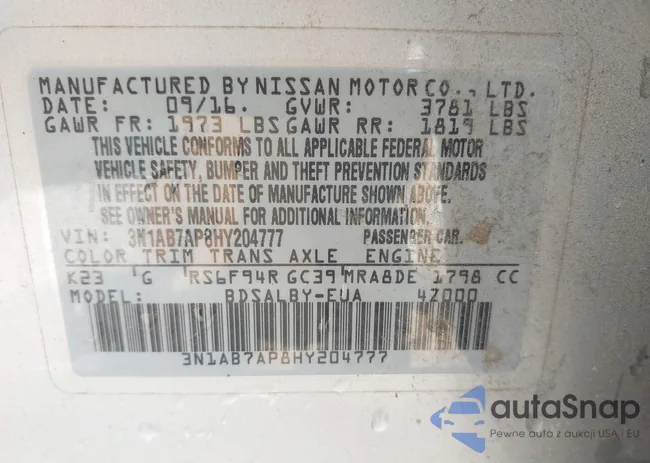 MANUFACTURED BY NISSAN MOTOR CO., LTD.
DATE: 09/16. GVWR: 3781 LBS
GAWR FR: 1973 LBS GAWR RR: 1819 LBS
THIS VEHICLE CONFORMS TO ALL APPLICABLE FEDERAL MOTOR
VEHICLE SAFETY, BUMPER AND THEFT PREVENTION STANDARDS
IN EFFECT ON THE DATE OF MANUFACTURE SHOWN ABOVE.
SEE OWNER'S MANUAL FOR ADDITIONAL INFORMATION.
VIN: 3N1AB7AP8HY204777 PASSENGER CAR.
COLOR TRIM TRANS AXLE ENGINE
K23 'G 'RS6F94R GC39 'MRA8DE 1798 CC
MODEL: BDSALBY-EUA 4Z000
3N1AB7AP8HY204777
autaSnap
Pewne auta z aukcji USA i EU